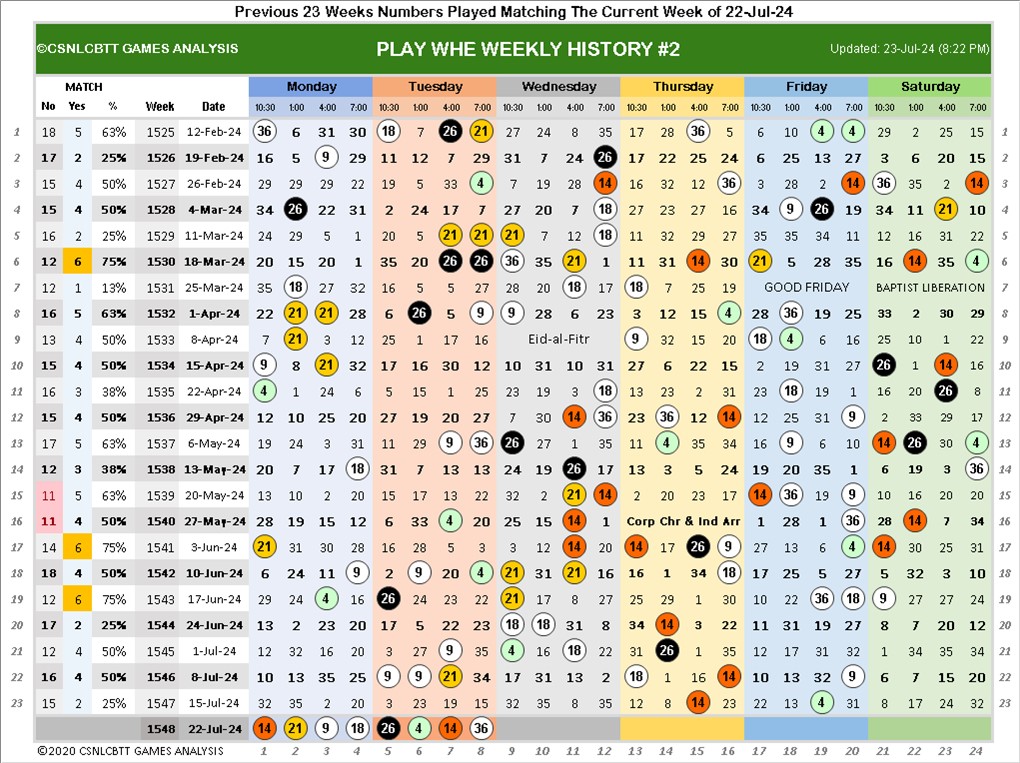 Previous 23 Weeks Numbers Played Matching The Current Week of 22-Jul-24
©CSNLCBTT GAMES ANALYSIS PLAY WHE WEEKLY HISTORY #2 Updated: 23-Jul-24 (8:22 PM)
MATCH Monday Tuesday Wednesday Thursday Friday Saturday
No Yes % Week Date 10:30 1:00 4:00 7:00 10:30 1:00 4:00 7:00 10:30 1:00 4:00 7:00 10:30 1:00 4:00 7:00 10:30 1:00 4:00 7:00 10:30 1:00 4:00 7:00
1 18 5 63% 1525 12-Feb-24 36 6 31 30 18 7 26 21 27 24 8 35 17 28 36 5 6 10 4 4 29 2 25 15 1
2 17 2 25% 1526 19-Feb-24 16 5 9 29 11 12 7 29 31 7 24 26 17 22 25 24 6 25 13 27 3 6 20 15 2
3 15 4 50% 1527 26-Feb-24 29 29 29 22 19 5 33 4 7 19 28 14 16 32 12 36 3 28 2 14 36 35 2 14 3
4 15 4 50% 1528 4-Mar-24 34 26 22 31 2 24 17 7 27 20 7 18 27 23 27 16 34 9 26 19 34 11 21 10 4
5 16 2 25% 1529 11-Mar-24 24 29 5 1 20 5 21 21 21 7 12 18 11 32 29 27 35 35 34 11 12 16 31 22 5
6 12 6 75% 1530 18-Mar-24 20 15 20 1 35 20 26 26 36 35 21 1 11 31 14 30 21 5 28 35 16 14 35 4 6
7 12 1 13% 1531 25-Mar-24 35 18 27 32 16 5 5 27 28 20 18 17 18 7 25 19 GOOD FRIDAY BAPTIST LIBERATION 7
8 16 5 63% 1532 1-Apr-24 22 21 21 28 6 26 5 9 9 28 6 23 3 12 15 4 28 36 19 25 33 2 30 29 8
9 13 4 50% 1533 8-Apr-24 7 21 3 12 25 1 17 16 Eid-al-Fitr 9 32 15 20 18 4 6 16 25 10 1 22 9
10 15 4 50% 1534 15-Apr-24 9 8 21 32 17 16 30 12 10 31 10 31 27 6 22 15 2 19 31 27 26 1 14 10 10
11 16 3 38% 1535 22-Apr-24 4 1 24 6 5 15 1 25 23 19 3 18 13 23 2 31 23 18 1 31 16 20 26 8 11
12 15 4 50% 1536 29-Apr-24 12 10 25 20 27 19 20 27 7 30 14 36 23 36 12 14 12 25 31 9 2 33 29 17 12
13 17 5 63% 1537 6-May-24 19 24 3 31 11 29 9 36 26 27 1 35 11 4 35 34 16 9 6 10 14 22 30 4 13
14 12 3 38% 1538 13-May-24 20 7 17 18 31 7 13 13 24 19 26 17 13 3 5 24 19 20 35 1 6 19 3 36 14
15 11 5 63% 1539 20-May-24 13 10 2 20 15 17 13 22 32 2 21 14 2 20 23 17 14 36 19 9 10 16 20 20 15
16 11 4 50% 1540 27-May-24 28 19 15 12 6 33 4 20 25 15 14 1 Corp Chr & Ind Arr 1 28 1 36 28 14 7 34 16
17 14 6 75% 1541 3-Jun-24 21 31 30 28 16 28 5 3 3 12 14 20 14 17 26 9 27 13 6 4 14 30 31 25 17
18 18 4 50% 1542 10-Jun-24 6 24 11 9 2 9 20 4 21 31 21 16 16 1 34 18 17 25 5 27 5 32 3 10 18
19 12 6 75% 1543 17-Jun-24 29 24 4 16 26 24 23 22 21 17 8 27 25 29 1 30 10 22 36 18 9 27 27 24 19
20 17 2 25% 1544 24-Jun-24 13 2 23 20 17 5 22 23 18 18 31 8 34 14 3 22 11 31 19 27 8 7 20 12 20
21 12 4 50% 1545 1-Jul-24 12 32 16 20 3 27 9 35 4 16 18 22 31 26 1 35 12 17 31 32 1 34 35 34 21
22 16 4 50% 1546 8-Jul-24 10 13 35 25 9 9 21 34 17 31 13 2 18 1 16 14 10 13 32 9 6 7 15 20 22
23 15 2 25% 1547 15-Jul-24 32 35 2 20 3 23 19 15 32 35 8 35 12 8 14 23 22 19 4 31 8 17 24 32 23
1548 22-Jul-24 14 21 9 18 26 4 14 36
©2020 CSNLCBTT GAMES ANALYSIS 1 2 3 4 5 6 7 8 9 10 11 12 13 14 15 16 17 18 19 20 21 22 23 24